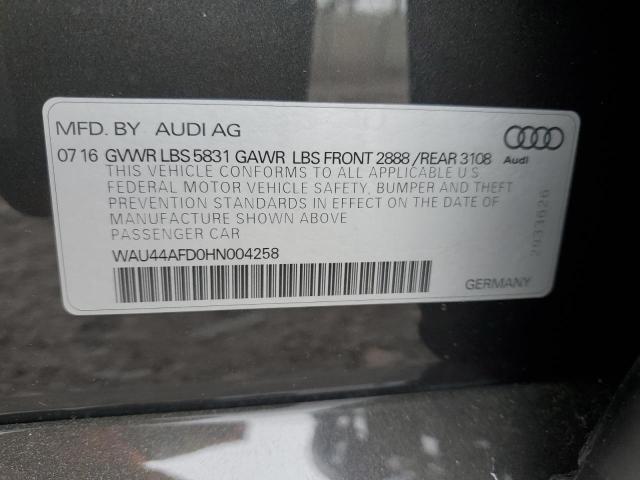 MFD. BY AUDI AG
07 16 GVWR LBS 5831 GAWR LBS FRONT 2888 / REAR 3108
Audi
THIS VEHICLE CONFORMS TO ALL APPLICABLE U S
FEDERAL MOTOR VEHICLE SAFETY, BUMPER AND THEFT
PREVENTION STANDARDS IN EFFECT ON THE DATE OF
MANUFACTURE SHOWN ABOVE
PASSENGER CAR
WAU44AFD0HN004258
2933626
GERMANY